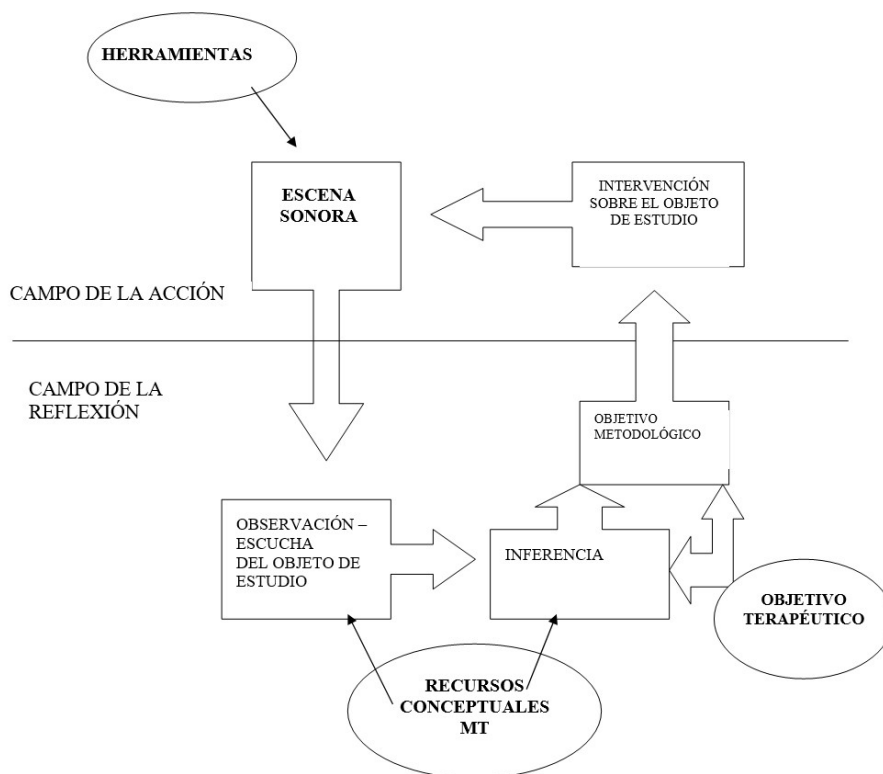 HERRAMIENTAS
ESCENA
SONORA
INTERVENCIÓN
SOBRE EL OBJETO
DE ESTUDIO
CAMPO DE LA ACCIÓN
CAMPO DE LA
REFLEXIÓN
OBJETIVO
METODOLÓGICO
OBSERVACIÓN –
ESCUCHA
DEL OBJETO DE
ESTUDIO
INFERENCIA
OBJETIVO
TERAPÉUTICO
RECURSOS
CONCEPTUALES
MT